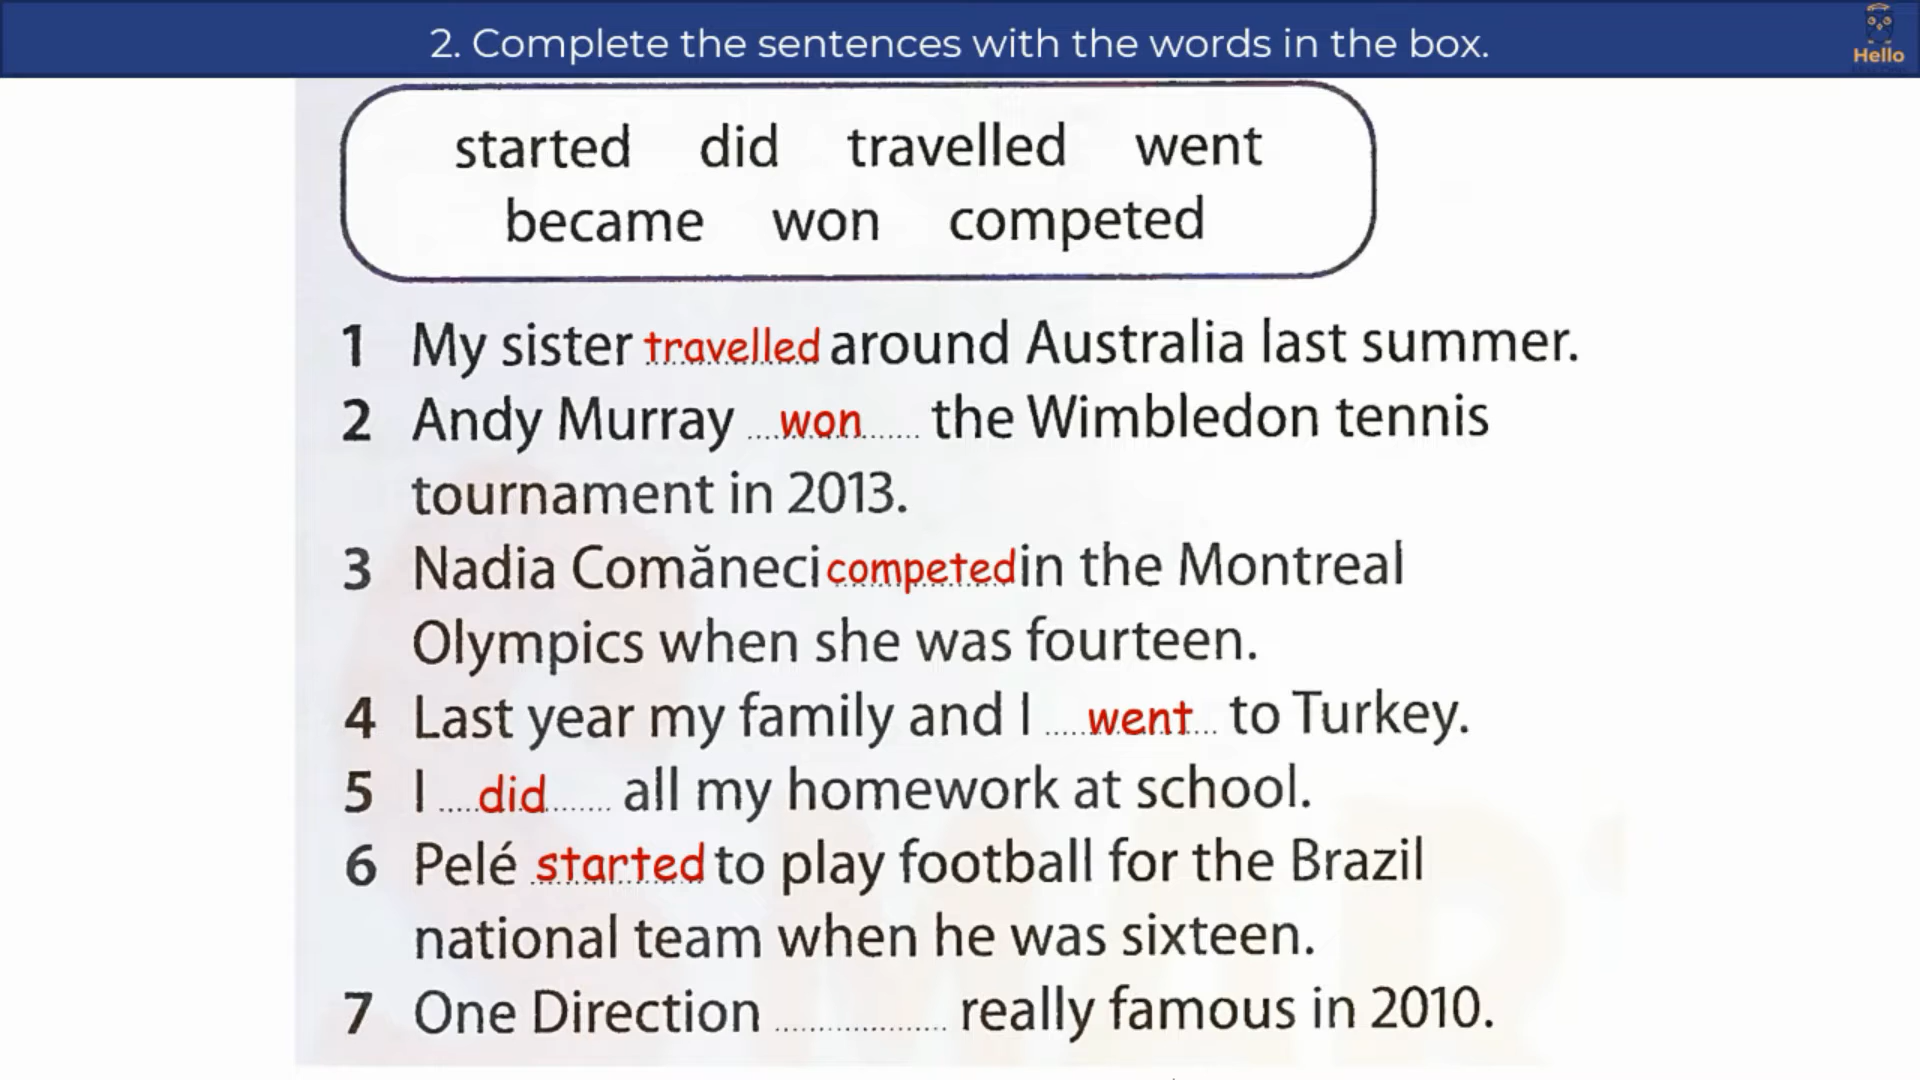 2. Complete the sentences with the words in the box.
Hello
started did travelled went
became won competed
1 My sister travelled around Australia last summer.
2 Andy Murray won the Wimbledon tennis
tournament in 2013.
3 Nadia Comăneci competed in the Montreal
Olympics when she was fourteen.
4 Last year my family and I went to Turkey.
5 I did all my homework at school.
6 Pelé started to play football for the Brazil
national team when he was sixteen.
7 One Direction .................... really famous in 2010.